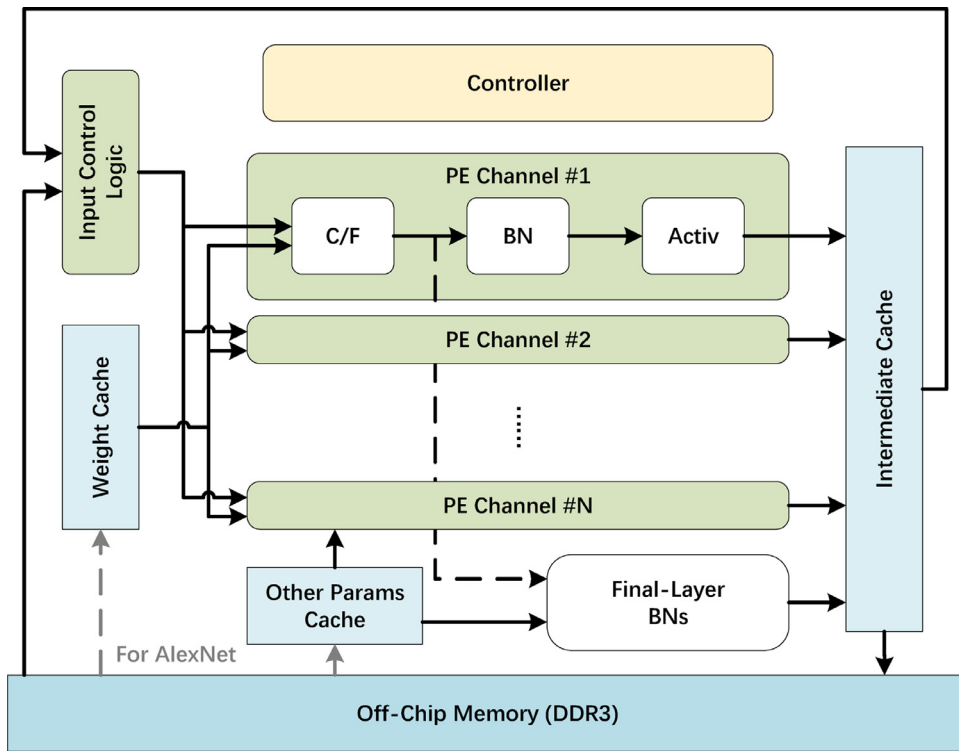 Controller
Input Control
Logic
PE Channel #1
C/F
BN
Activ
PE Channel #2
Weight Cache
......
Intermediate Cache
PE Channel #N
Other Params
Cache
Final-Layer
BNs
For AlexNet
Off-Chip Memory (DDR3)